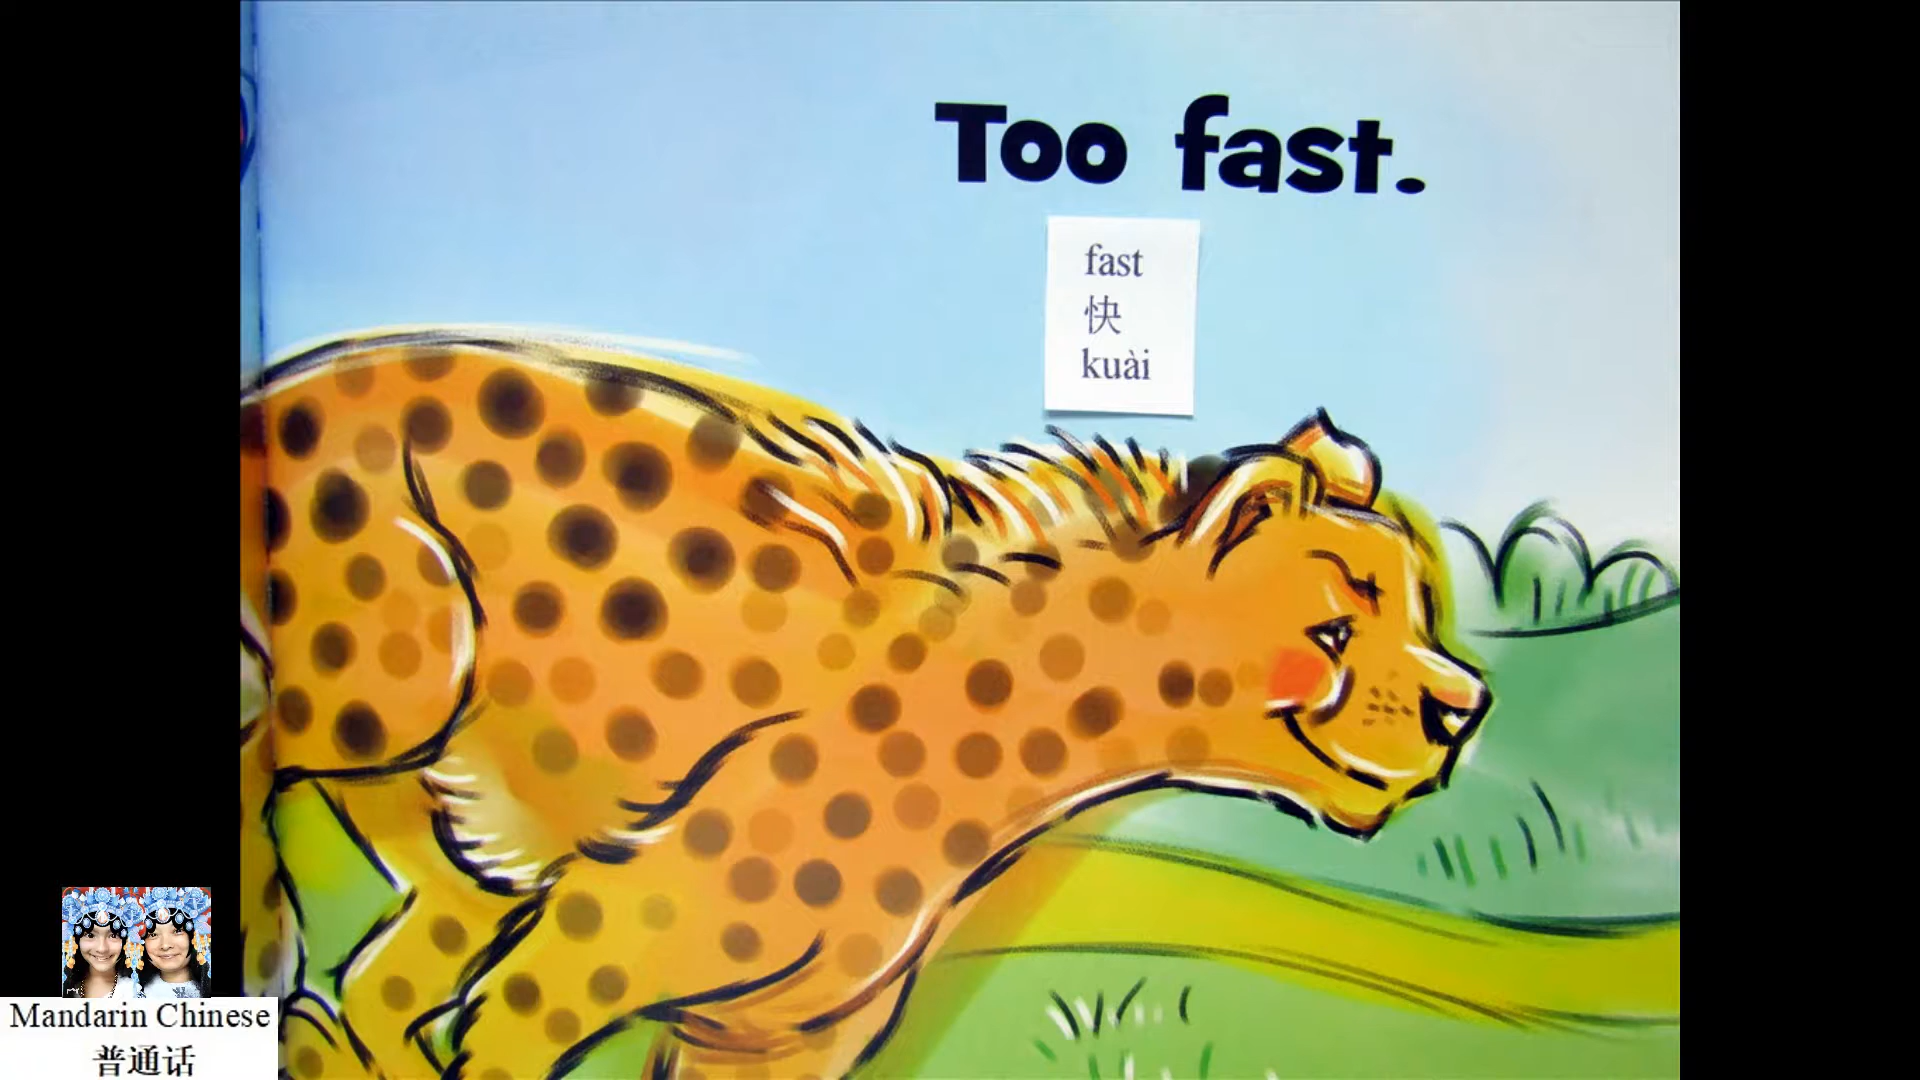 Too fast.
fast
快
kuài
Mandarin Chinese
普通话